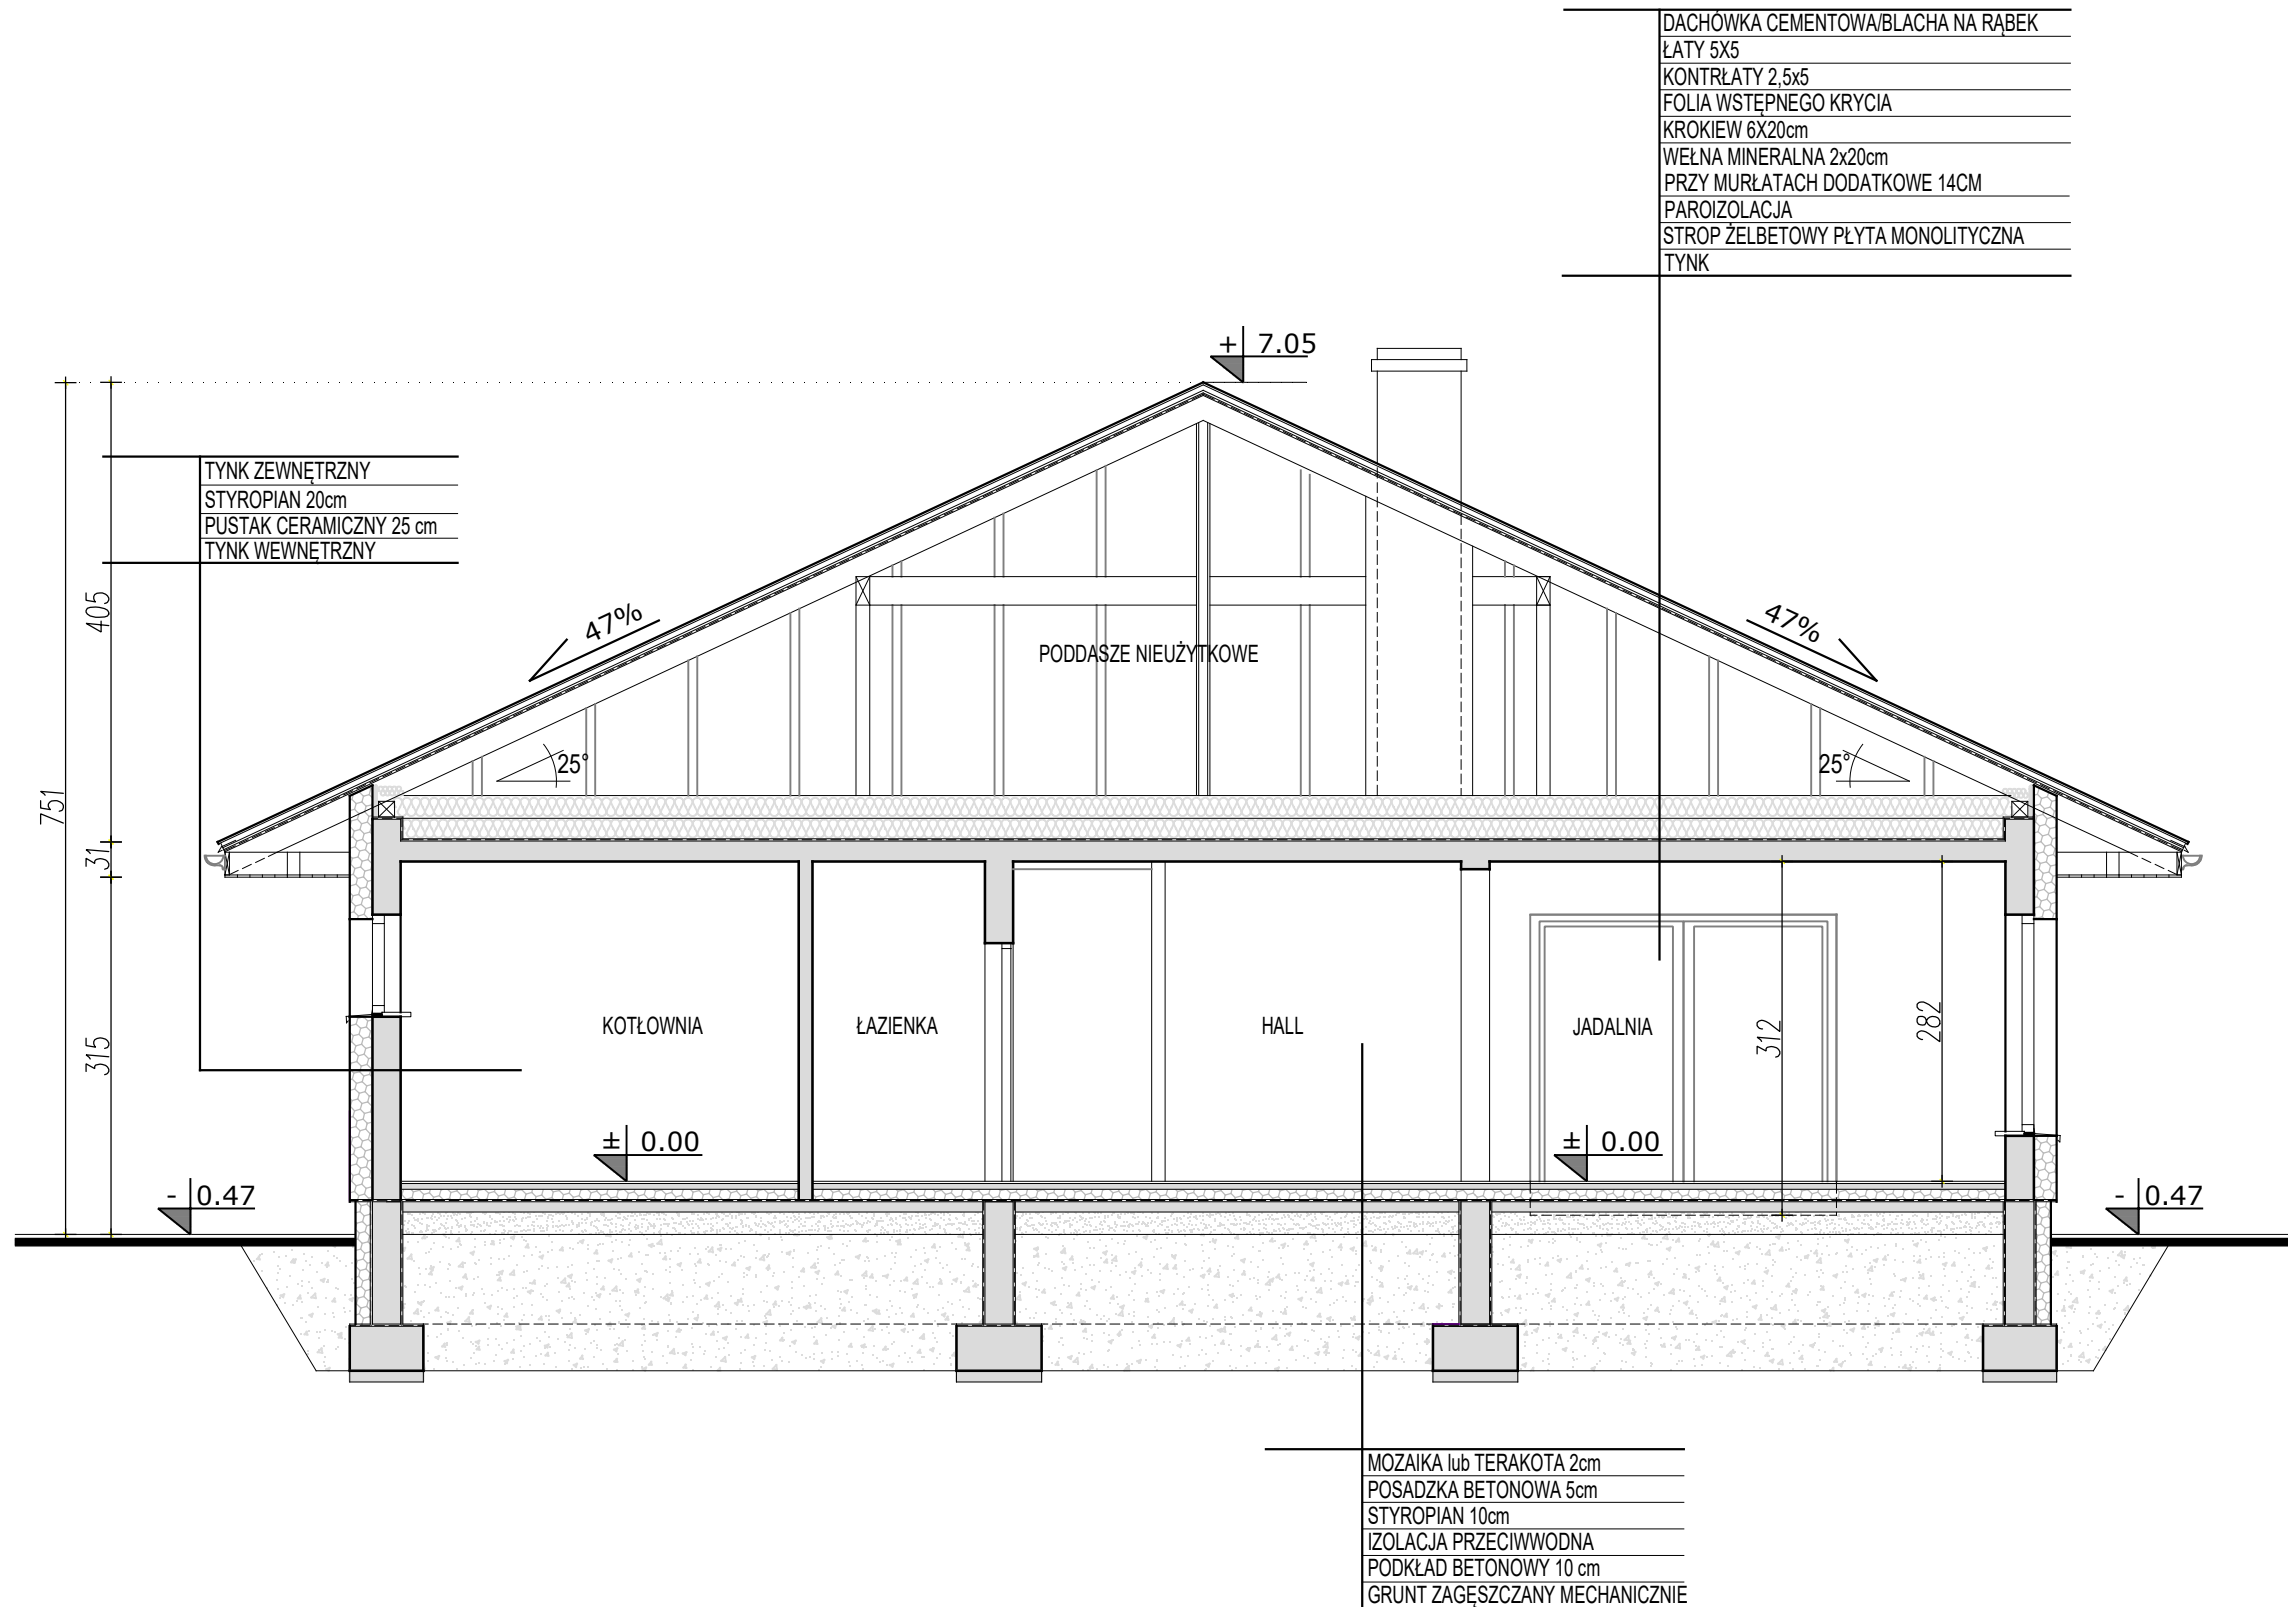 DACHÓWKA CEMENTOWA/BLACHA NA RĄBEK
ŁATY 5X5
KONTRŁATY 2,5x5
FOLIA WSTĘPNEGO KRYCIA
KROKIEW 6X20cm
WEŁNA MINERALNA 2x20cm
PRZY MURŁATACH DODATKOWE 14CM
PAROIZOLACJA
STROP ŻELBETOWY PŁYTA MONOLITYCZNA
TYNK
+ 7.05
TYNK ZEWNĘTRZNY
STYROPIAN 20cm
PUSTAK CERAMICZNY 25 cm
TYNK WEWNĘTRZNY
405
47%
47%
PODDASZE NIEUŻYTKOWE
25°
25°
751
31
KOTŁOWNIA
ŁAZIENKA
HALL
JADALNIA
312
282
315
± 0.00
± 0.00
- 0.47
- 0.47
MOZAIKA lub TERAKOTA 2cm
POSADZKA BETONOWA 5cm
STYROPIAN 10cm
IZOLACJA PRZECIWWODNA
PODKŁAD BETONOWY 10 cm
GRUNT ZAGĘSZCZANY MECHANICZNIE